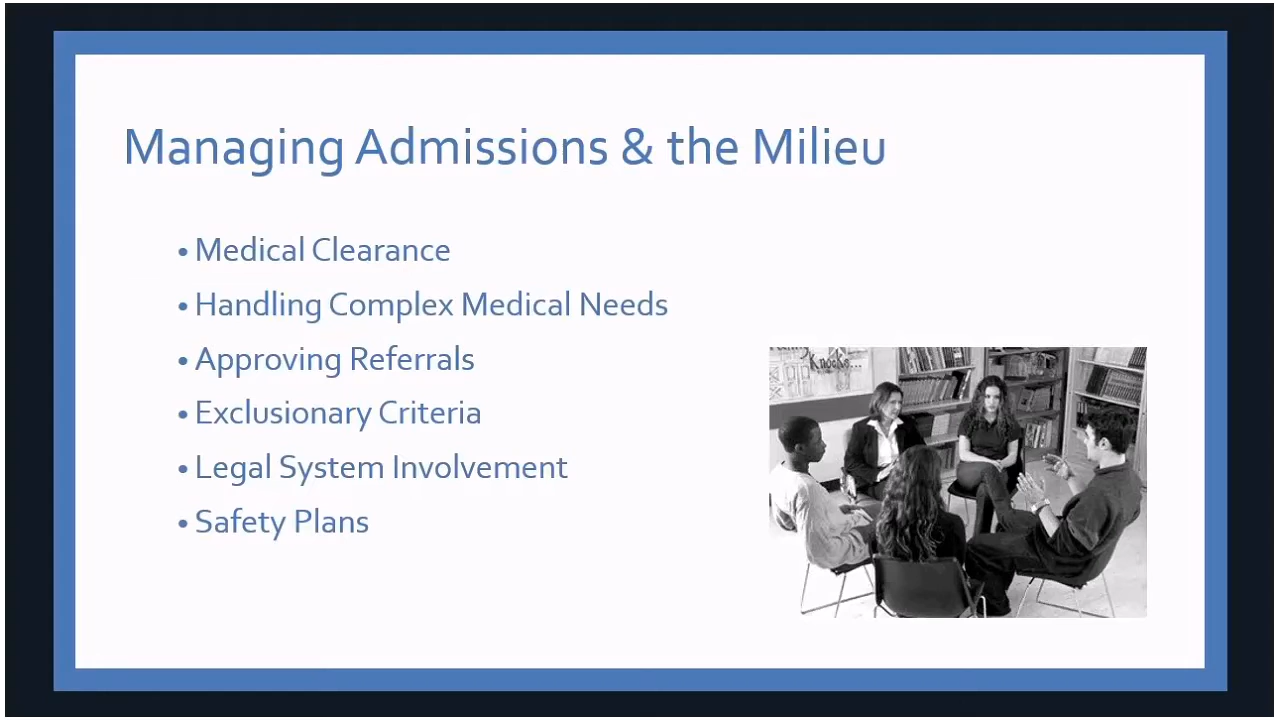 Managing Admissions & the Milieu
• Medical Clearance
• Handling Complex Medical Needs
• Approving Referrals
• Exclusionary Criteria
• Legal System Involvement
• Safety Plans
Knocks...